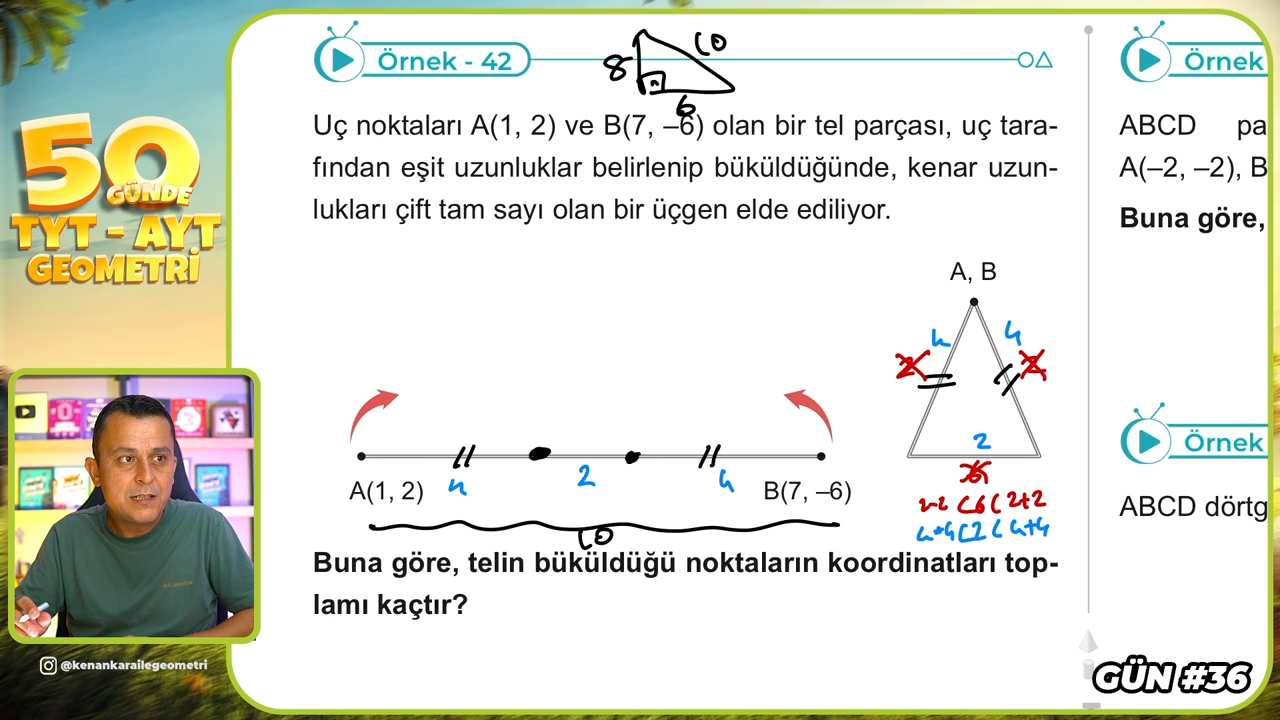 50
GÜNDE
TYT - AYT
GEOMETRİ
Örnek - 42
8
10
6
Uç noktaları A(1, 2) ve B(7, –6) olan bir tel parçası, uç tara-
fından eşit uzunluklar belirlenip büküldüğünde, kenar uzun-
lukları çift tam sayı olan bir üçgen elde ediliyor.
A, B
4
4
2
2
2
6
2-2 < 6 < 2+2
4-4 < 2 < 4+4
4
2
4
A(1, 2)
B(7, –6)
10
Buna göre, telin büküldüğü noktaların koordinatları top-
lamı kaçtır?
Örnek
ABCD pa
A(–2, –2), B
Buna göre,
Örnek
ABCD dörtg
@kenankarailegeometri
GÜN #36